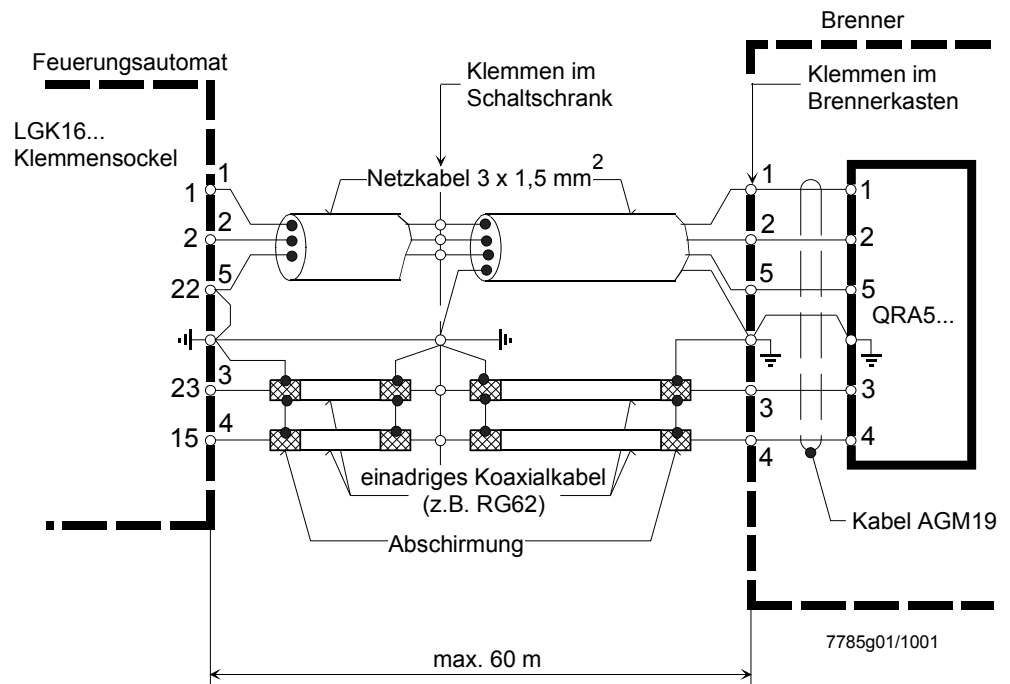 Brenner
Feuerungsautomat
Klemmen im
Schaltschrank
Klemmen im
Brennerkasten
LGK16...
Klemmensockel
Netzkabel 3 x 1,5 mm²
1 1
2 2
22 5
23 3
15 4
1
2
5
3
4
1
2
5
QRA5...
3
4
einadriges Koaxialkabel
(z.B. RG62)
Kabel AGM19
Abschirmung
7785g01/1001
max. 60 m